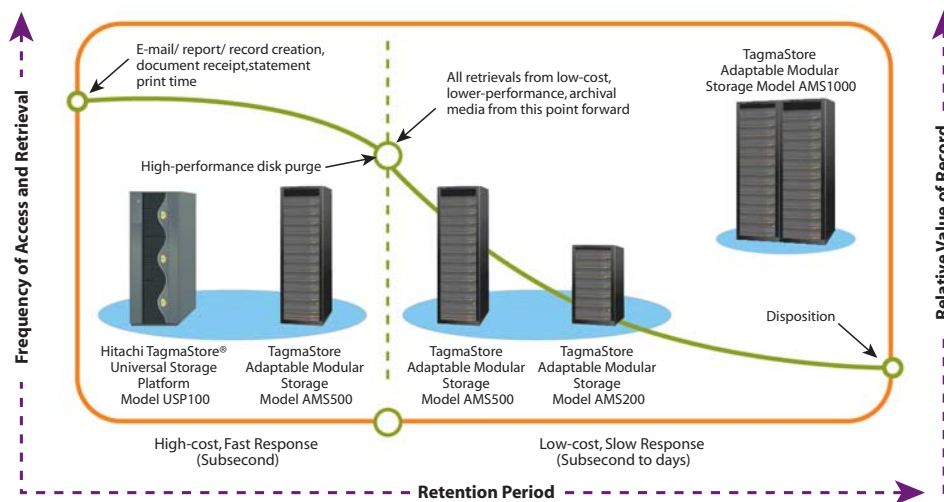 E-mail/ report/ record creation,
document receipt,statement
print time
All retrievals from low-cost,
lower-performance, archival
media from this point forward
TagmaStore
Adaptable Modular
Storage Model AMS1000
High-performance disk purge
Frequency of Access and Retrieval
Relative Value of Record
Disposition
Hitachi TagmaStore®
Universal Storage
Platform
Model USP100
TagmaStore
Adaptable Modular
Storage
Model AMS500
TagmaStore
Adaptable Modular
Storage
Model AMS500
TagmaStore
Adaptable Modular
Storage
Model AMS200
High-cost, Fast Response
(Subsecond)
Low-cost, Slow Response
(Subsecond to days)
Retention Period